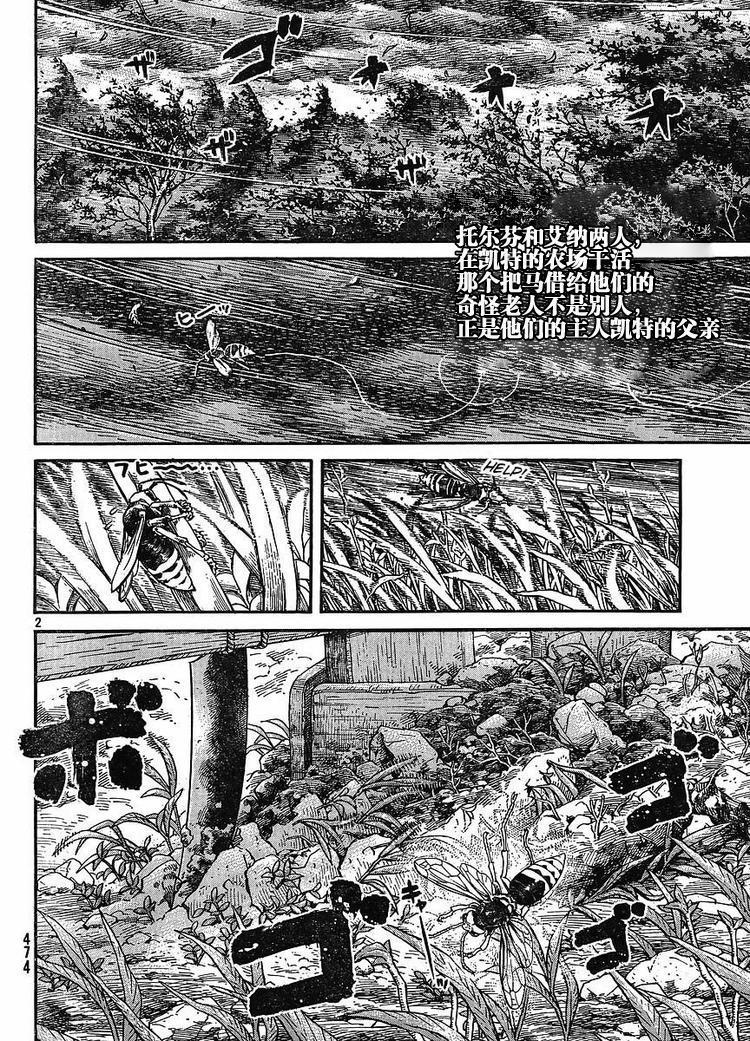 ゴオオオ
ザザザ
托尔芬和艾纳两人，
在凯特的农场干活
那个把马借给他们的
奇怪老人不是别人，
正是他们的主人凯特的父亲
ヒーッ
HELP!
フヒ～～…
2
ゴ
ボ
キャー
ゴ
ゴ
474